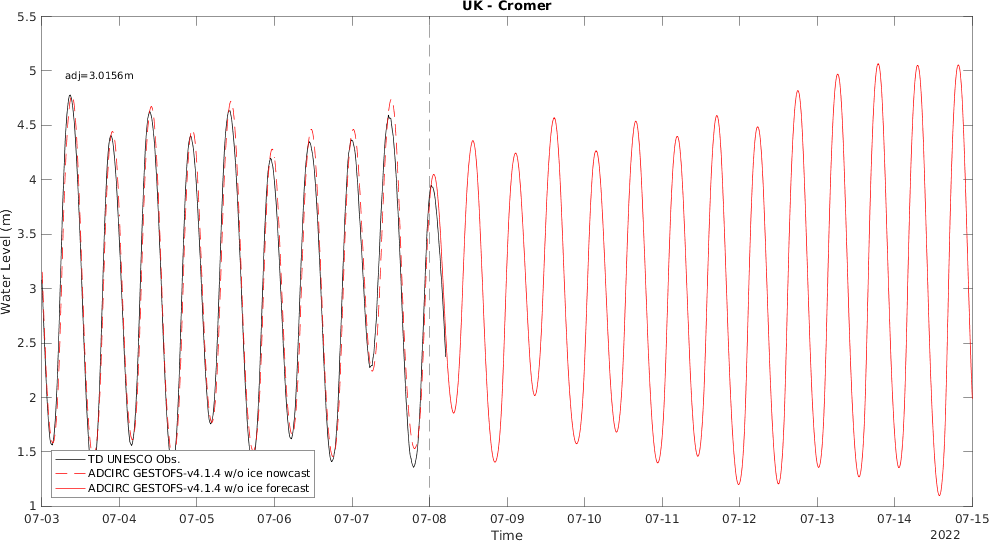 UK - Cromer
adj=3.0156m
Water Level (m)
5.5
5
4.5
4
3.5
3
2.5
2
1.5
1
TD UNESCO Obs.
ADCIRC GESTOFS-v4.1.4 w/o ice nowcast
ADCIRC GESTOFS-v4.1.4 w/o ice forecast
07-03 07-04 07-05 07-06 07-07 07-08 07-09 07-10 07-11 07-12 07-13 07-14 07-15
Time
2022